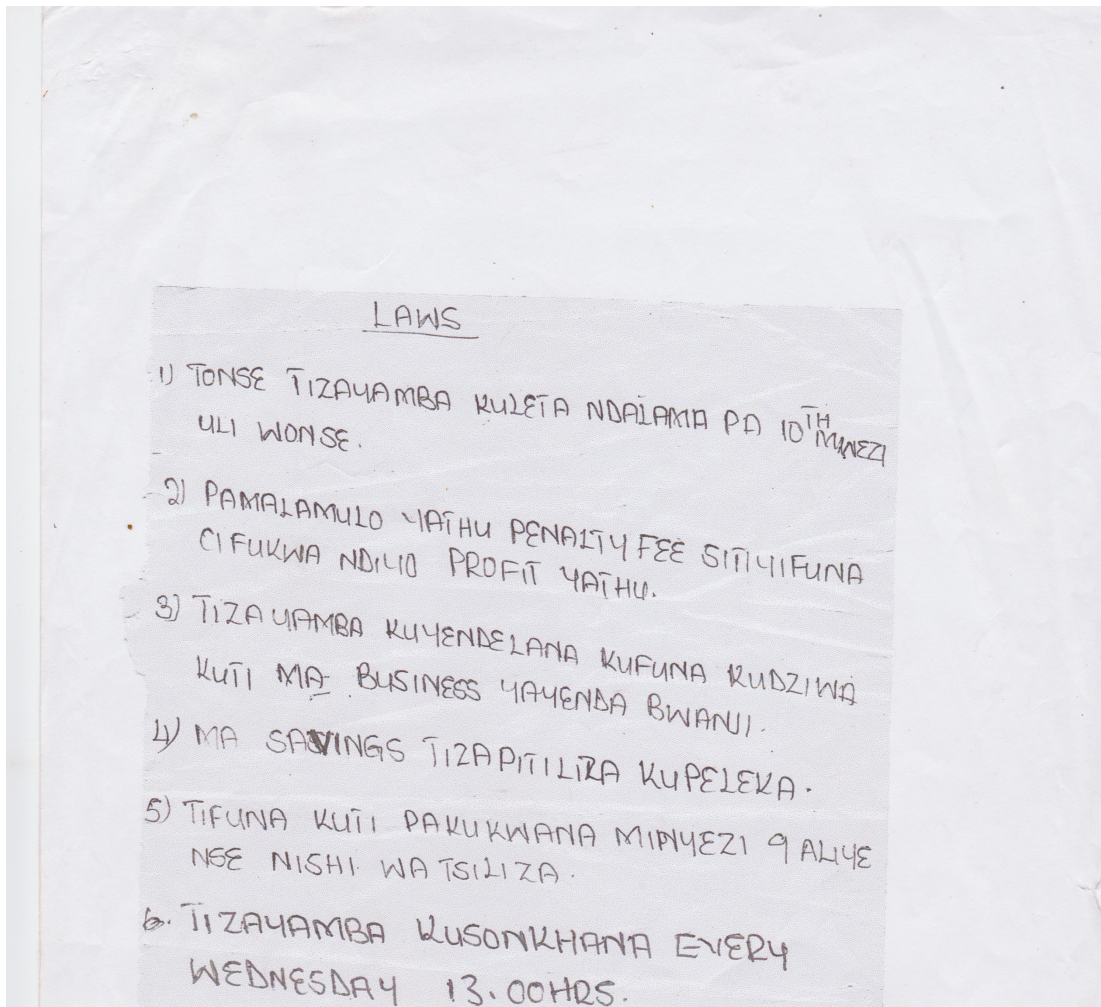 LAWS
1) TONSE TIZAYAMBA KULETA NDALAMA PA 10TH MWEZI
ULI WONSE.
2) PAMALAMULO YATHU PENALTY FEE SITIYIFUNA
CIFUKWA NDIYIO PROFIT YATHU.
3) TIZAYAMBA KUYENDELANA KUFUNA KUDZIWA
KUTI MA BUSINESS YAYENDA BWANJI.
4) MA SAVINGS TIZAPITILIZA KUPELEKA.
5) TIFUNA KUTI PAKUKWANA MINYEZI 9 ALIYE
NSE NISHI WATSILIZA.
6. TIZAYAMBA KUSONKHANA EVERY
WEDNESDAY 13.00HRS.